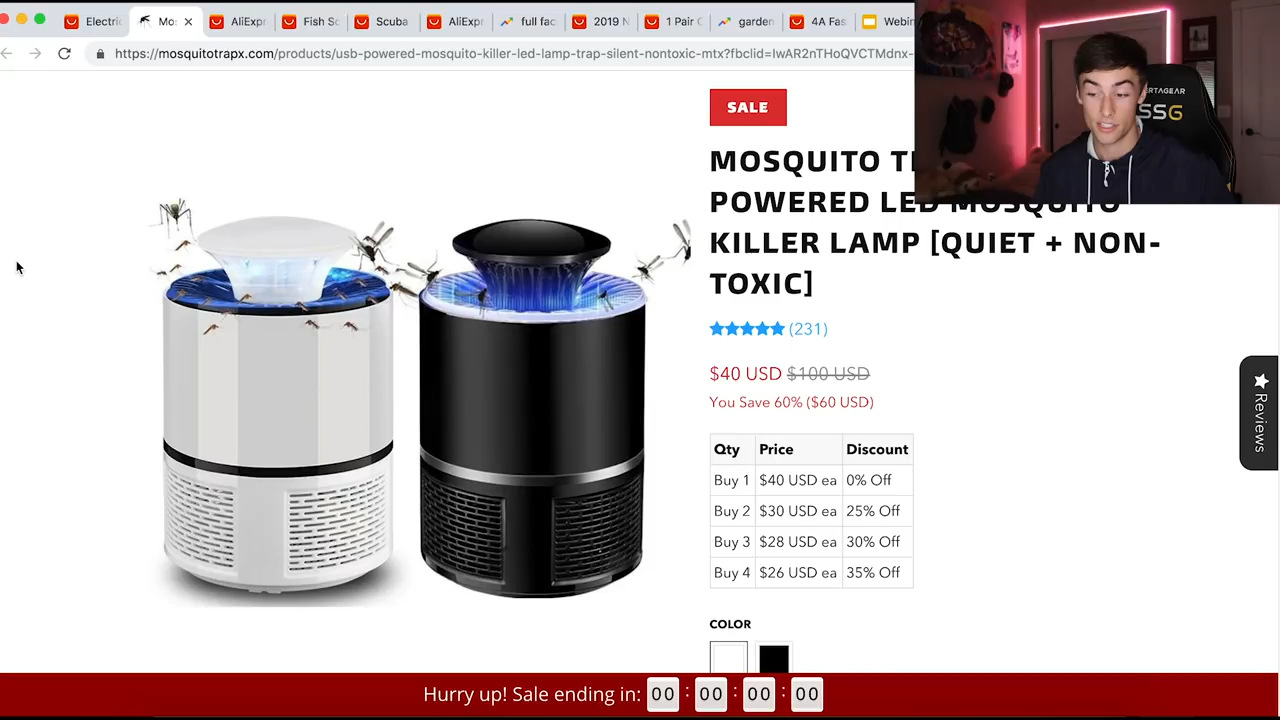 Electri
Mos
AliExpr
Fish Sc
Scuba
AliExpr
full fac
2019 N
1 Pair C
garden
4A Fas
Webin
https://mosquitotrapx.com/products/usb-powered-mosquito-killer-led-lamp-trap-silent-nontoxic-mtx?fbclid=IwAR2nTHoQVCTMdnx-
ERTAGEAR
SSG
SALE
MOSQUITO
POWERED LED MOSQUITO
KILLER LAMP [QUIET + NON-
TOXIC]
(231)
$40 USD $100 USD
You Save 60% ($60 USD)
Qty Price Discount
Buy 1 $40 USD ea 0% Off
Buy 2 $30 USD ea 25% Off
Buy 3 $28 USD ea 30% Off
Buy 4 $26 USD ea 35% Off
COLOR
Reviews
Hurry up! Sale ending in: 00 : 00 : 00 : 00